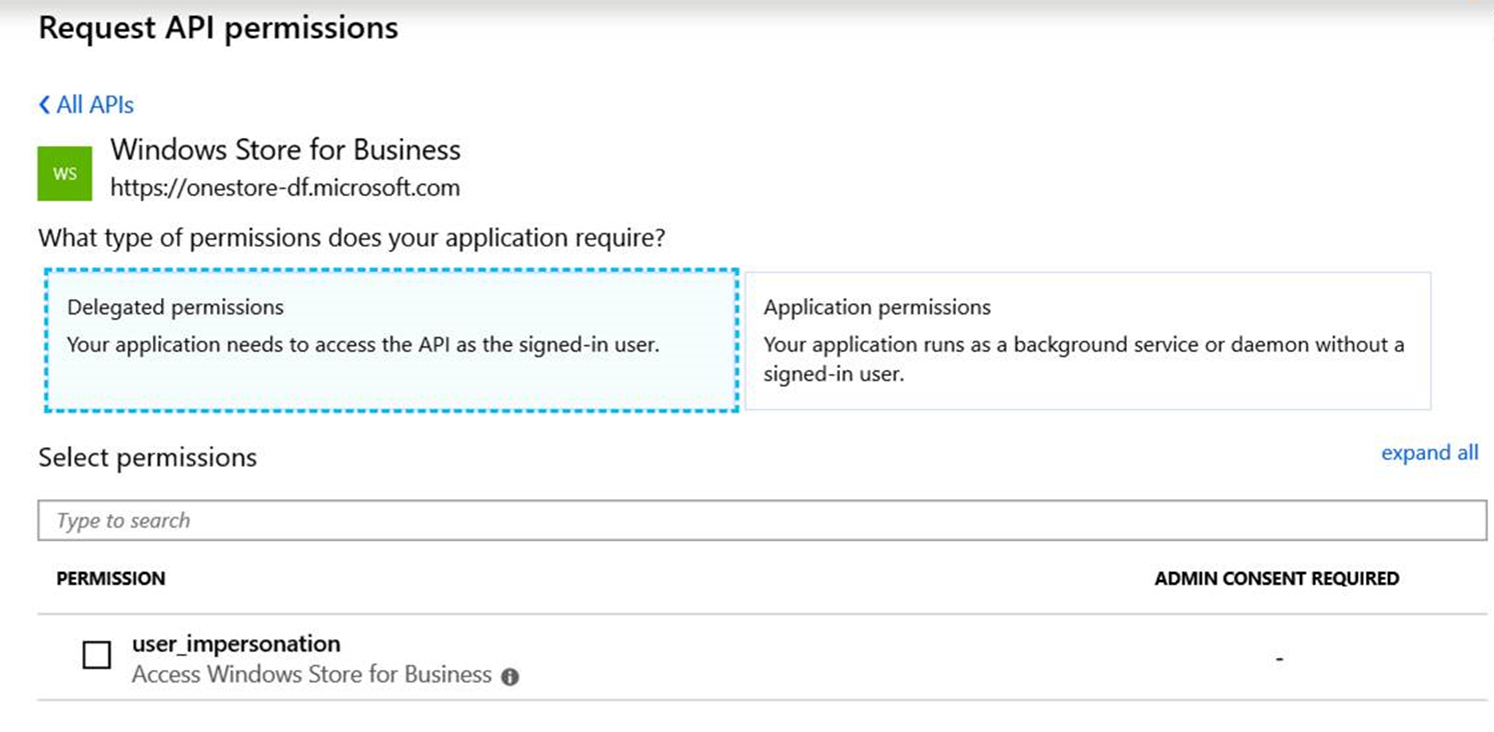 Request API permissions
All APIs
WS
Windows Store for Business
https://onestore-df.microsoft.com
What type of permissions does your application require?
Delegated permissions
Your application needs to access the API as the signed-in user.
Application permissions
Your application runs as a background service or daemon without a
signed-in user.
Select permissions
expand all
Type to search
PERMISSION
ADMIN CONSENT REQUIRED
user_impersonation
Access Windows Store for Business
-